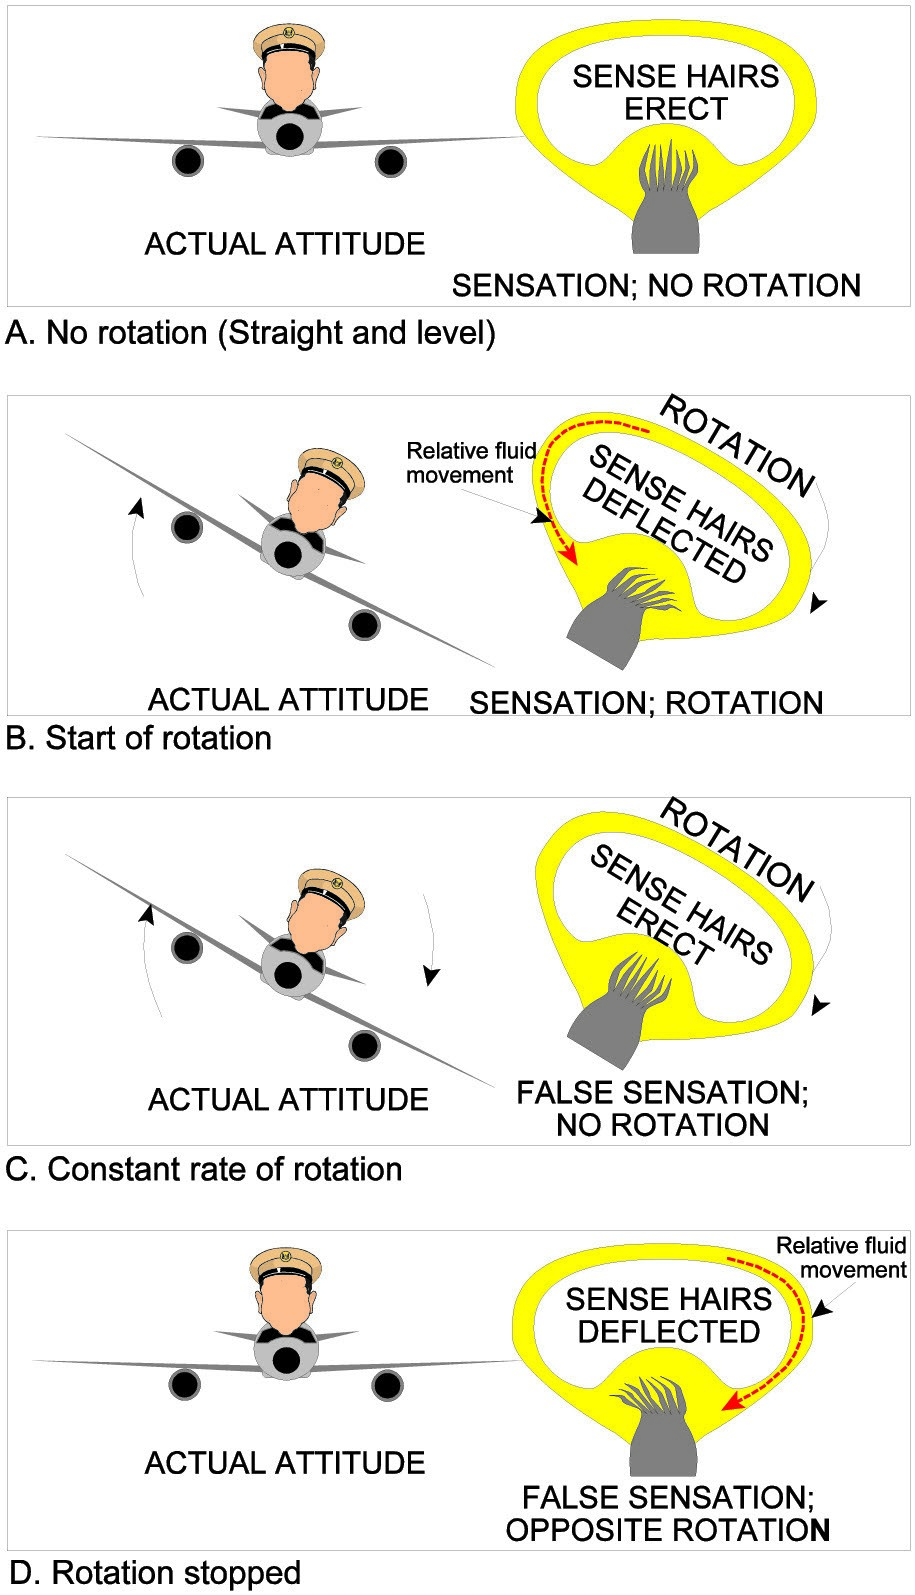 SENSE HAIRS
ERECT
ACTUAL ATTITUDE
SENSATION; NO ROTATION
A. No rotation (Straight and level)
ROTATION
Relative fluid
movement
SENSE HAIRS
DEFLECTED
ACTUAL ATTITUDE
SENSATION; ROTATION
B. Start of rotation
ROTATION
SENSE HAIRS
ERECT
ACTUAL ATTITUDE
FALSE SENSATION;
NO ROTATION
C. Constant rate of rotation
Relative fluid
movement
SENSE HAIRS
DEFLECTED
ACTUAL ATTITUDE
FALSE SENSATION;
OPPOSITE ROTATION
D. Rotation stopped